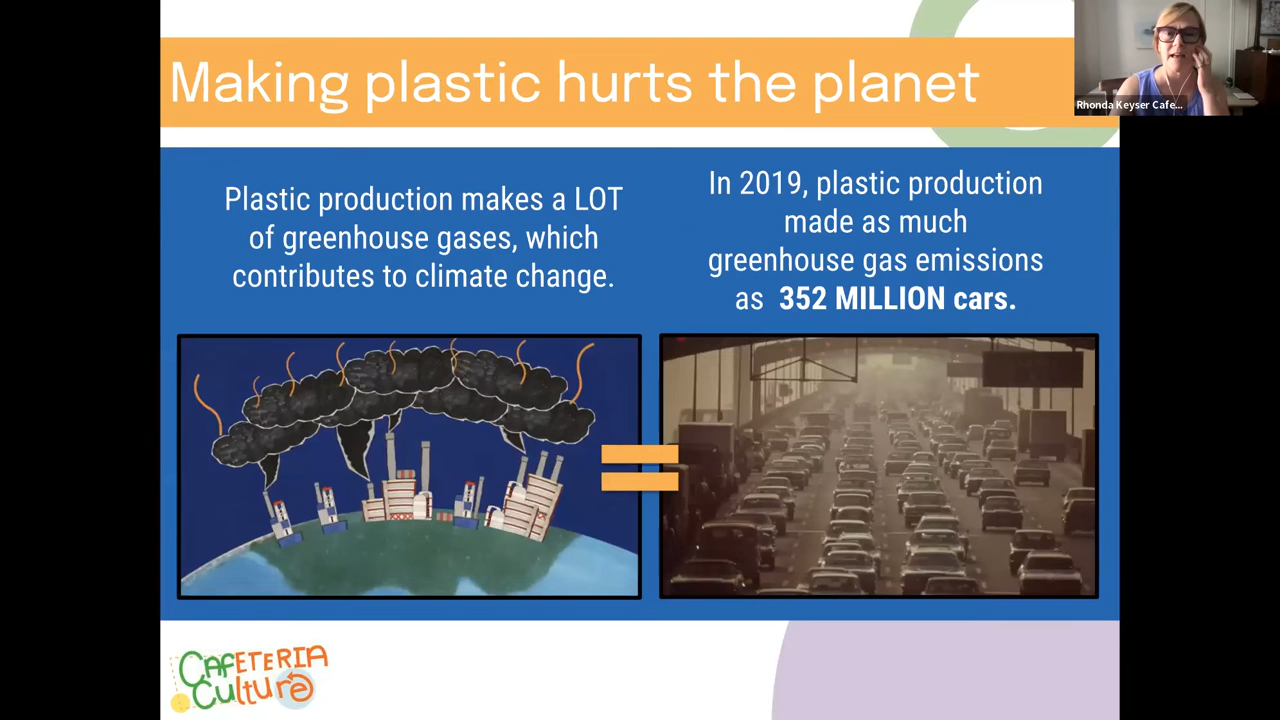 Making plastic hurts the planet
Rhonda Keyser Cafe...
Plastic production makes a LOT
of greenhouse gases, which
contributes to climate change.
In 2019, plastic production
made as much
greenhouse gas emissions
as 352 MILLION cars.
CAFETERIA
CULTURE